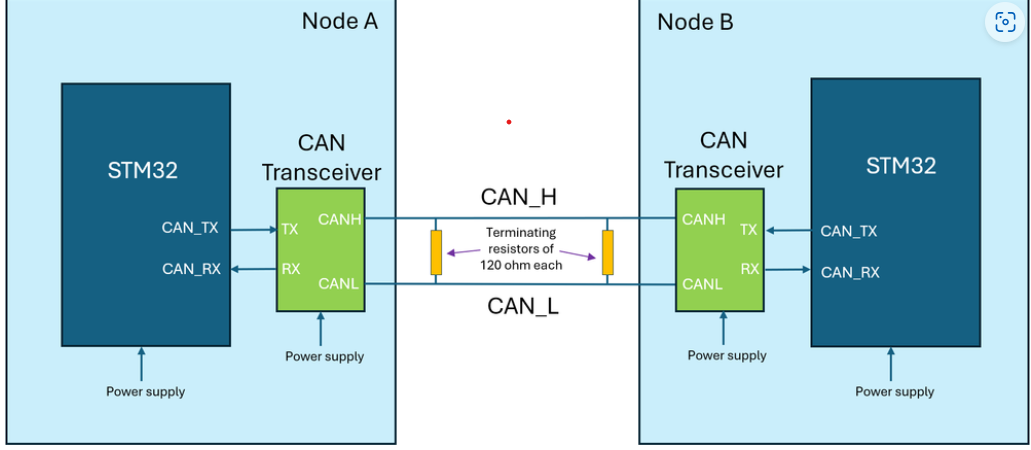 Node A
Node B
STM32
CAN
Transceiver
CAN_TX
CAN_RX
TX
RX
CANH
CANL
Power supply
Power supply
CAN_H
Terminating
resistors of
120 ohm each
CAN_L
CAN
Transceiver
CANH
CANL
TX
RX
STM32
CAN_TX
CAN_RX
Power supply
Power supply